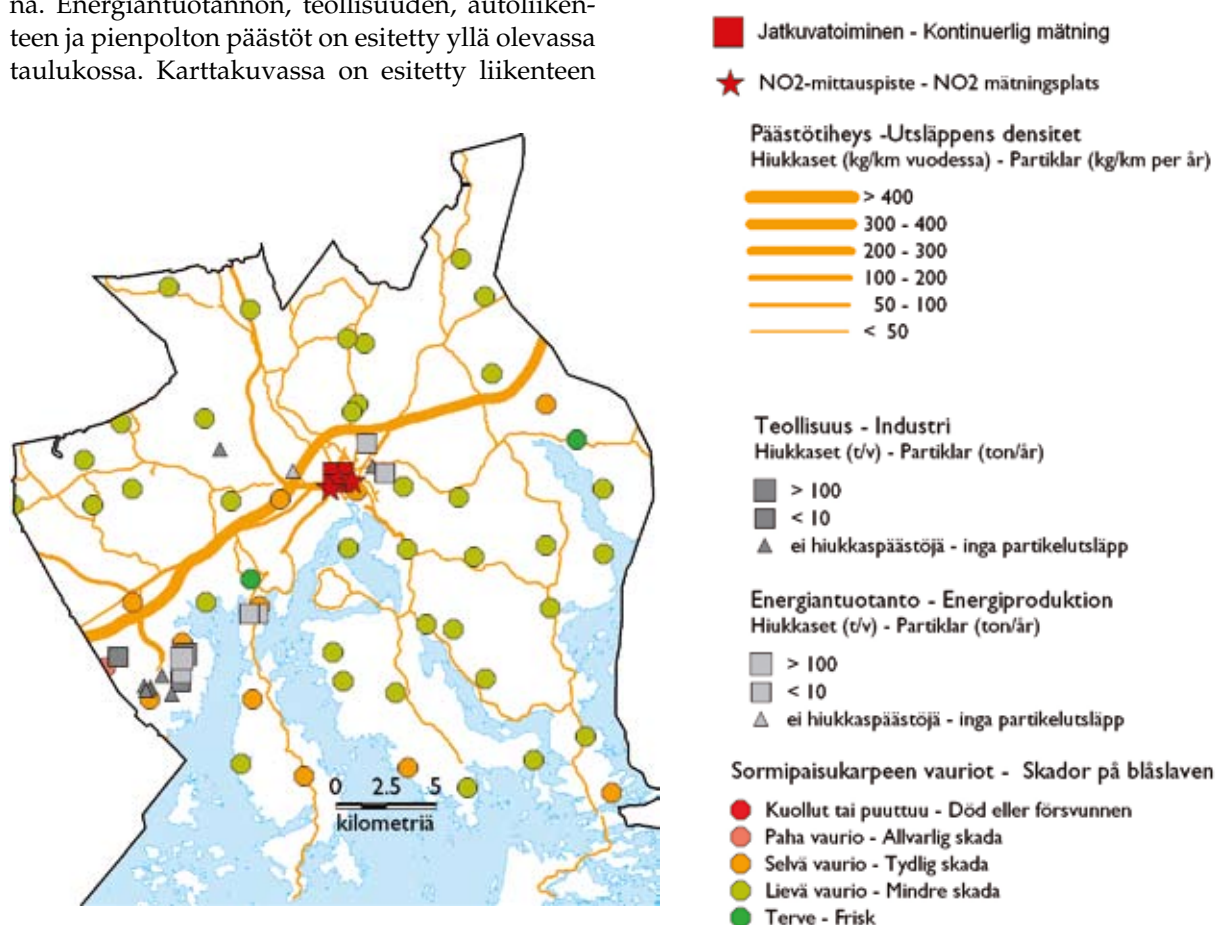 na. Energiantuotannon, teollisuuden, autoliiken-
teen ja pienpolton päästöt on esitetty yllä olevassa
taulukossa. Karttakuvassa on esitetty liikenteen
Jatkuvatoiminen - Kontinuerlig mätning
NO2-mittauspiste - NO2 mätningsplats
Päästötiheys -Utsläppens densitet
Hiukkaset (kg/km vuodessa) - Partiklar (kg/km per år)
> 400
300 - 400
200 - 300
100 - 200
50 - 100
< 50
Teollisuus - Industri
Hiukkaset (t/v) - Partiklar (ton/år)
> 100
< 10
ei hiukkaspäästöjä - inga partikelutsläpp
Energiantuotanto - Energiproduktion
Hiukkaset (t/v) - Partiklar (ton/år)
> 100
< 10
ei hiukkaspäästöjä - inga partikelutsläpp
Sormipaisukarpeen vauriot - Skador på blåslaven
Kuollut tai puuttuu - Död eller försvunnen
Paha vaurio - Allvarlig skada
Selvä vaurio - Tydlig skada
Lievä vaurio - Mindre skada
Terve - Frisk
0 2.5 5
kilometriä